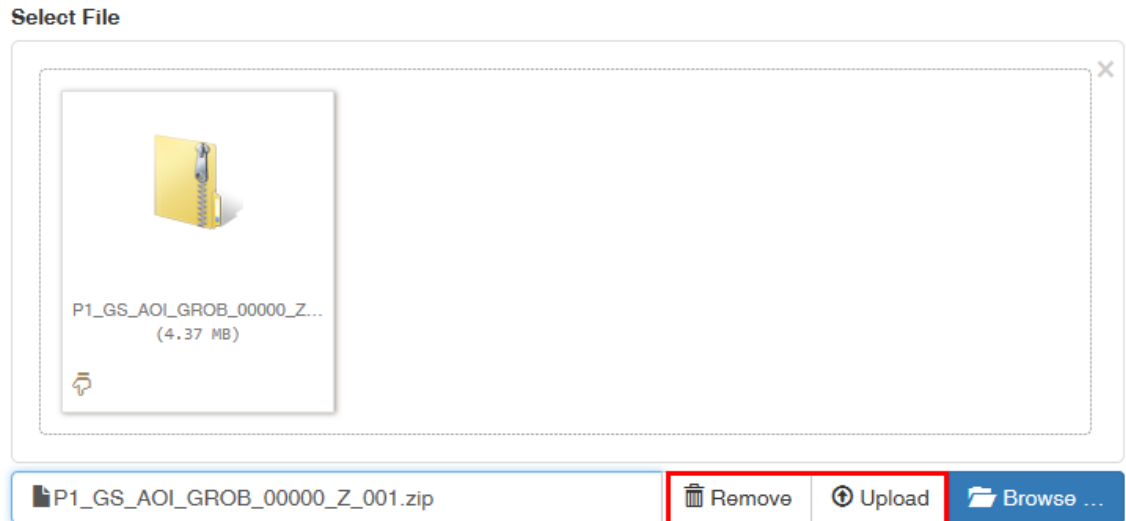 Select File
×
P1_GS_AOI_GROB_00000_Z...
(4.37 MB)
P1_GS_AOI_GROB_00000_Z_001.zip
Remove
Upload
Browse ...